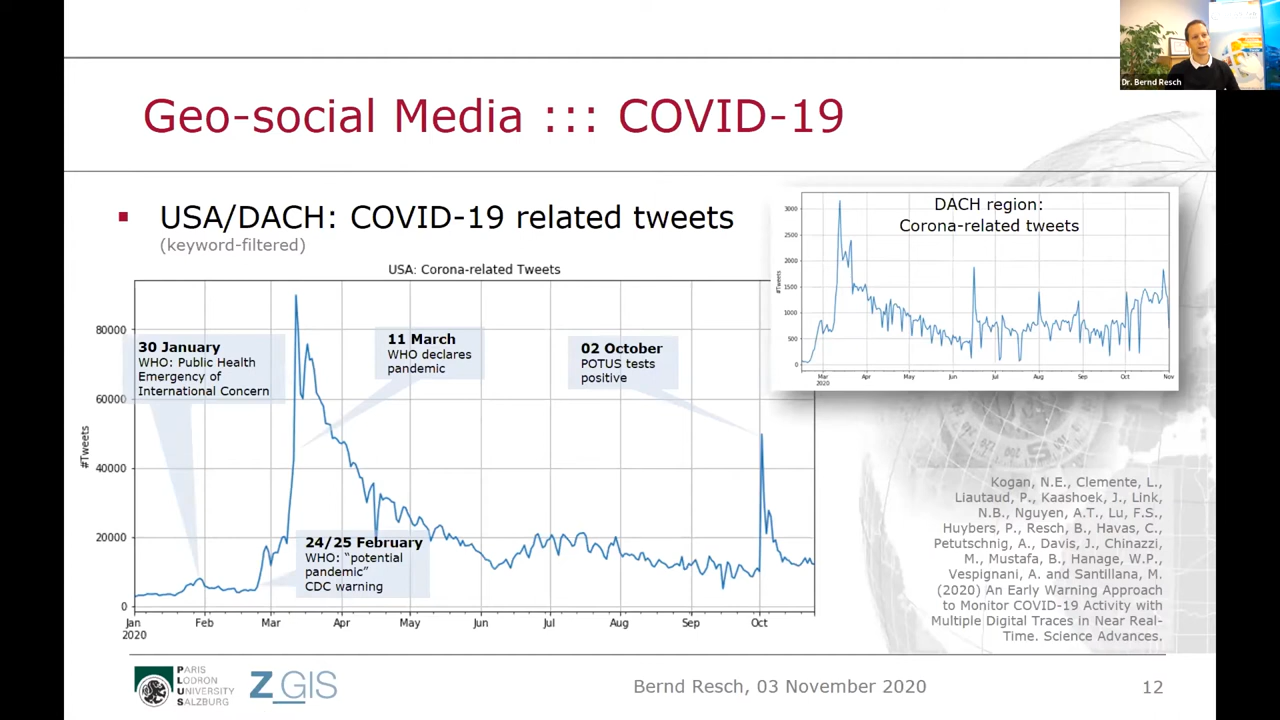 Dr. Bernd Resch
Geo-social Media ::: COVID-19
USA/DACH: COVID-19 related tweets
(keyword-filtered)
USA: Corona-related Tweets
#Tweets
80000
60000
40000
20000
0
Jan
2020
Feb
Mar
Apr
May
Jun
Jul
Aug
Sep
Oct
30 January
WHO: Public Health
Emergency of
International Concern
11 March
WHO declares
pandemic
02 October
POTUS tests
positive
24/25 February
WHO: “potential
pandemic”
CDC warning
DACH region:
Corona-related tweets
#Tweets
3000
2500
2000
1500
1000
500
0
Mar
2020
Apr
May
Jun
Jul
Aug
Sep
Oct
Nov
Kogan, N.E., Clemente, L.,
Liautaud, P., Kaashoek, J., Link,
N.B., Nguyen, A.T., Lu, F.S.,
Huybers, P., Resch, B., Havas, C.,
Petutschnig, A., Davis, J., Chinazzi,
M., Mustafa, B., Hanage, W.P.,
Vespignani, A. and Santillana, M.
(2020) An Early Warning Approach
to Monitor COVID-19 Activity with
Multiple Digital Traces in Near Real-
Time. Science Advances.
PARIS
LODRON
UNIVERSITY
SALZBURG
P
L
U
S
Z_GIS
Bernd Resch, 03 November 2020
12